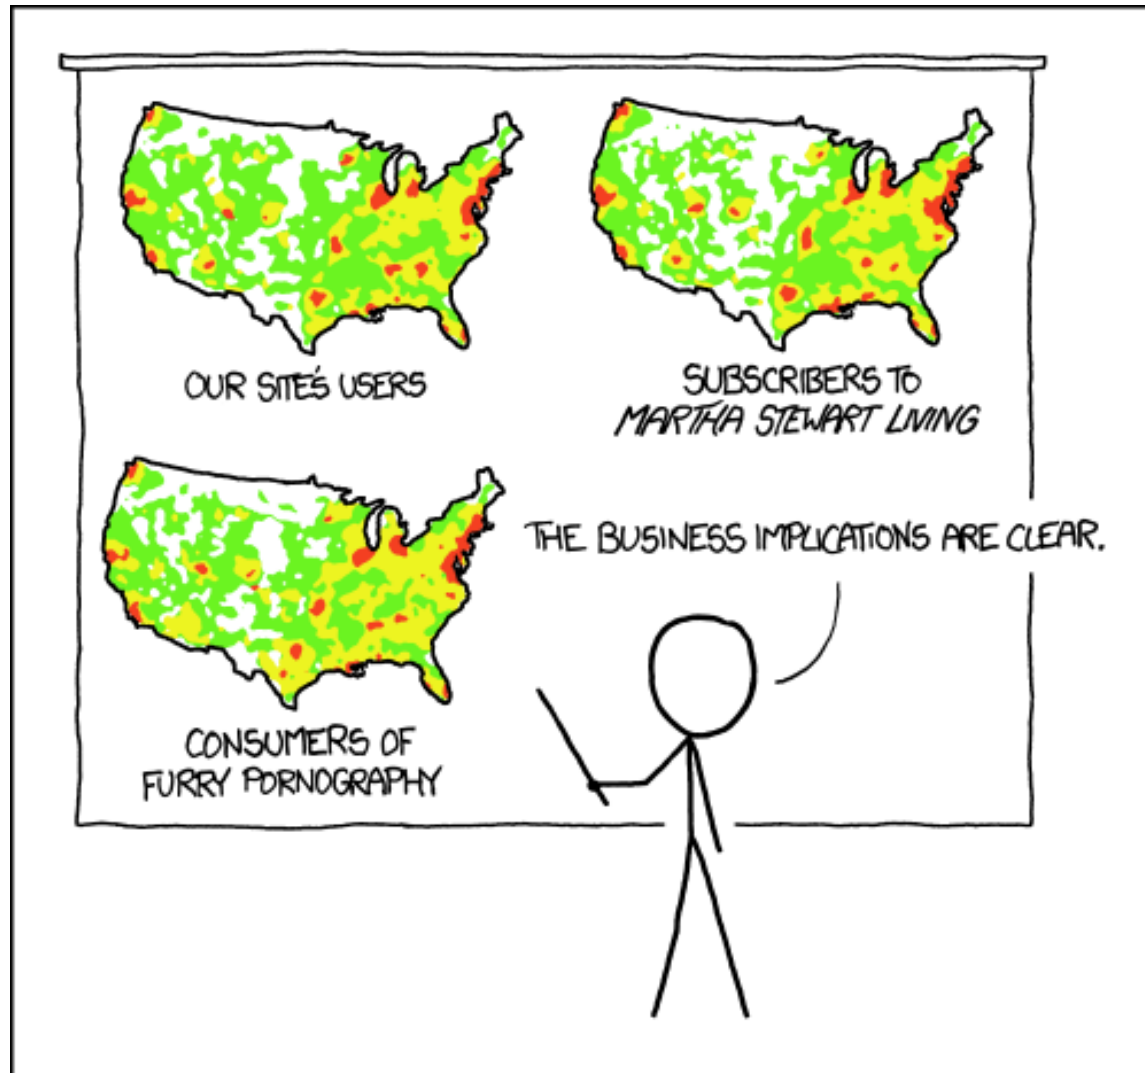 OUR SITE'S USERS
SUBSCRIBERS TO
MARTHA STEWART LIVING
CONSUMERS OF
FURRY PORNOGRAPHY
THE BUSINESS IMPLICATIONS ARE CLEAR.